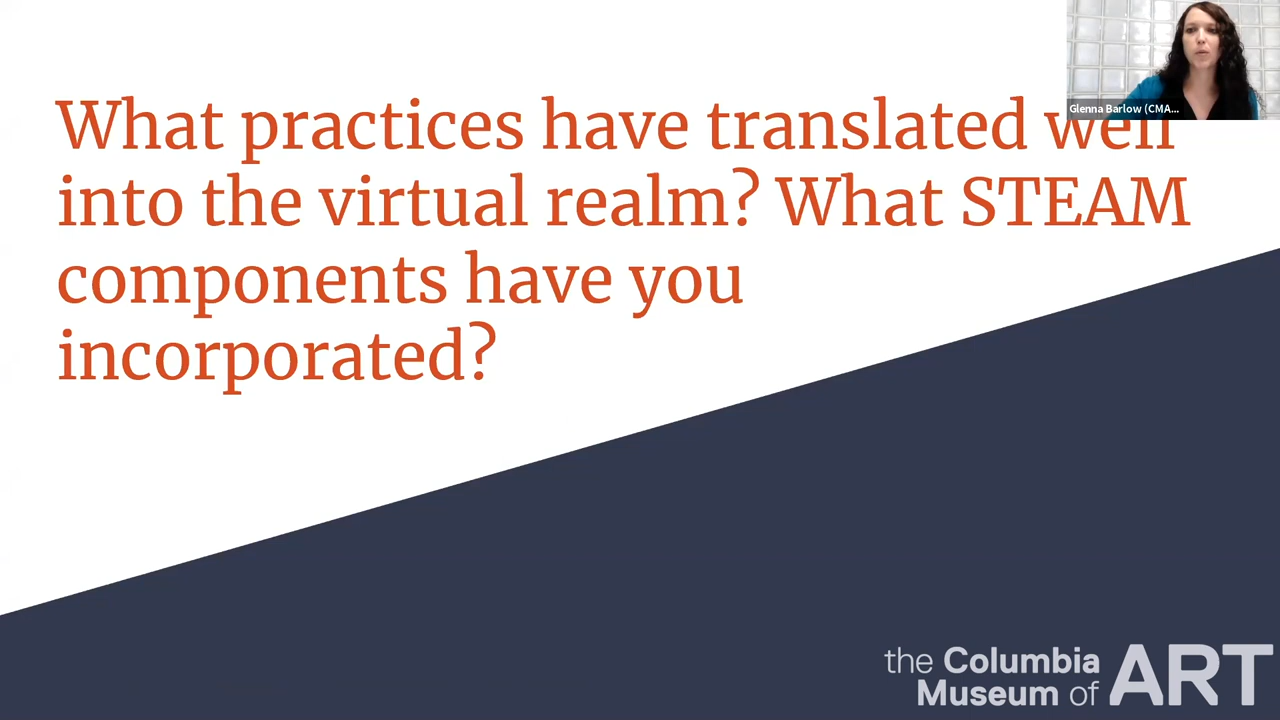 What practices have translated well
into the virtual realm? What STEAM
components have you
incorporated?
Glenna Barlow (CMA...
the Columbia
Museum of ART